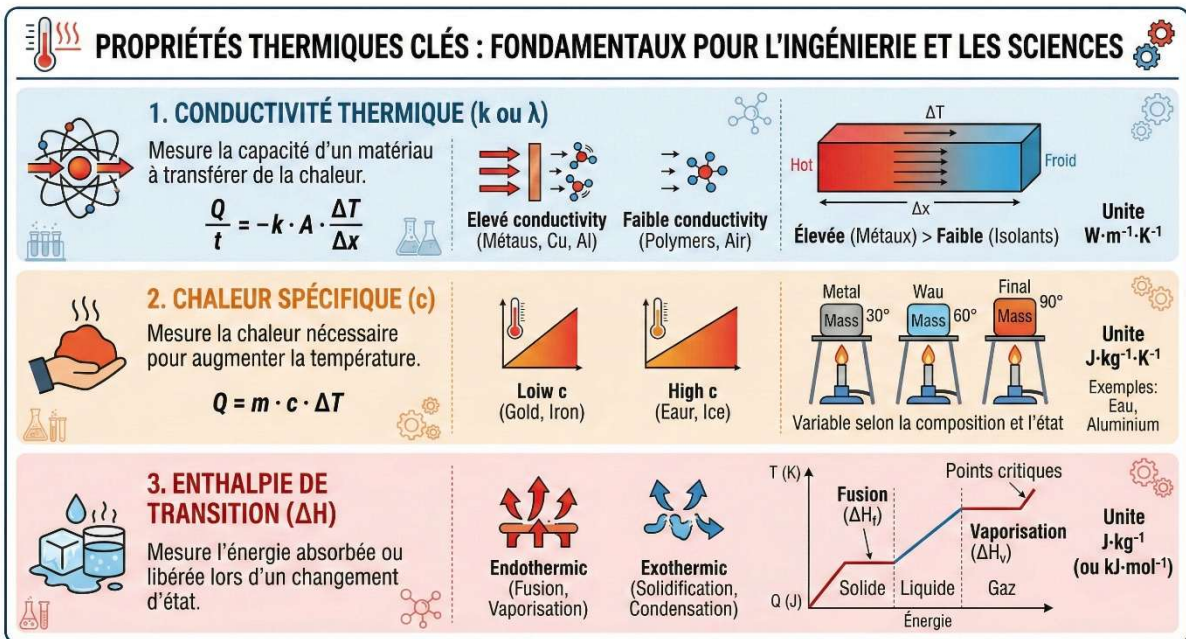 PROPRIÉTÉS THERMIQUES CLÉS : FONDAMENTAUX POUR L'INGÉNIERIE ET LES SCIENCES
1. CONDUCTIVITÉ THERMIQUE (k ou λ)
Mesure la capacité d'un matériau
à transférer de la chaleur.
Q/t = −k · A · ΔT/Δx
Elevé conductivity
(Métaus, Cu, Al)
Faible conductivity
(Polymers, Air)
ΔT
Hot
Froid
Δx
Élevée (Métaux) > Faible (Isolants)
Unite
W·m⁻¹·K⁻¹
2. CHALEUR SPÉCIFIQUE (c)
Mesure la chaleur nécessaire
pour augmenter la température.
Q = m · c · ΔT
Loiw c
(Gold, Iron)
High c
(Eaur, Ice)
Metal
Mass 30°
Wau
Mass 60°
Final
Mass 90°
Variable selon la composition et l'état
Unite
J·kg⁻¹·K⁻¹
Exemples:
Eau,
Aluminium
3. ENTHALPIE DE
TRANSITION (ΔH)
Mesure l'énergie absorbée ou
libérée lors d'un changement
d'état.
Endothermic
(Fusion,
Vaporisation)
Exothermic
(Solidification,
Condensation)
T (K)
Fusion
(ΔHf)
Points critiques
Vaporisation
(ΔHv)
Solide
Liquide
Gaz
Q (J)
Énergie
Unite
J·kg⁻¹
(ou kJ·mol⁻¹)